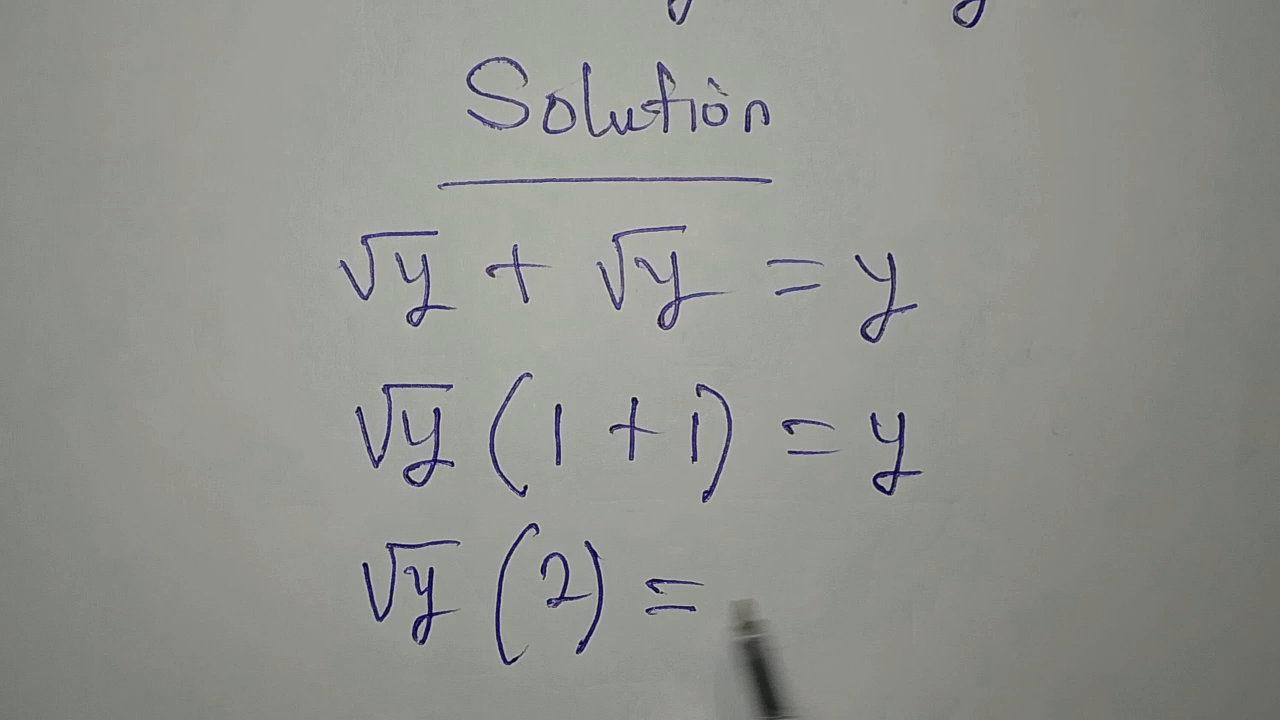 Solution
√y + √y = y
√y (1 + 1) = y
√y (2) =